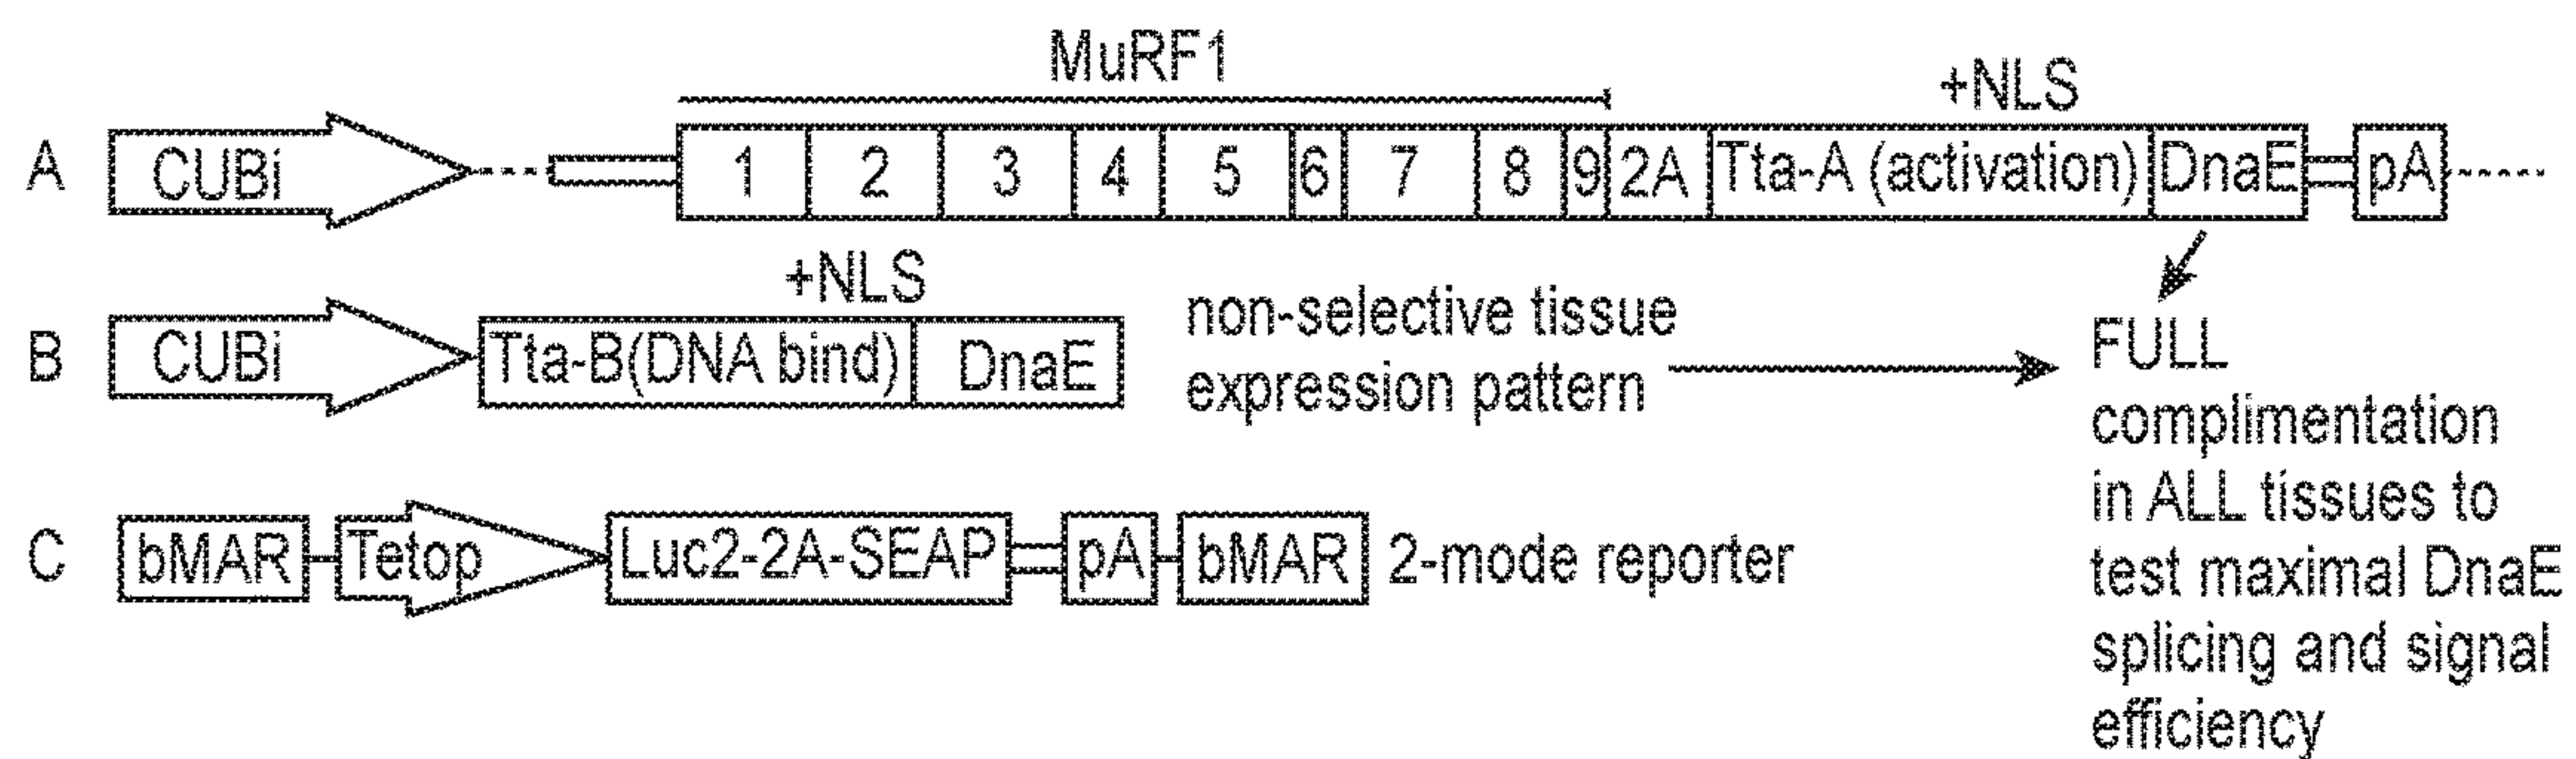 MuRF1
+NLS
A CUBi 1 2 3 4 5 6 7 8 9 2A Tta-A (activation) DnaE pA
+NLS
B CUBi Tta-B(DNA bind) DnaE
non-selective tissue
expression pattern
FULL
complimentation
in ALL tissues to
test maximal DnaE
splicing and signal
efficiency
C bMAR Tetop Luc2-2A-SEAP pA bMAR 2-mode reporter